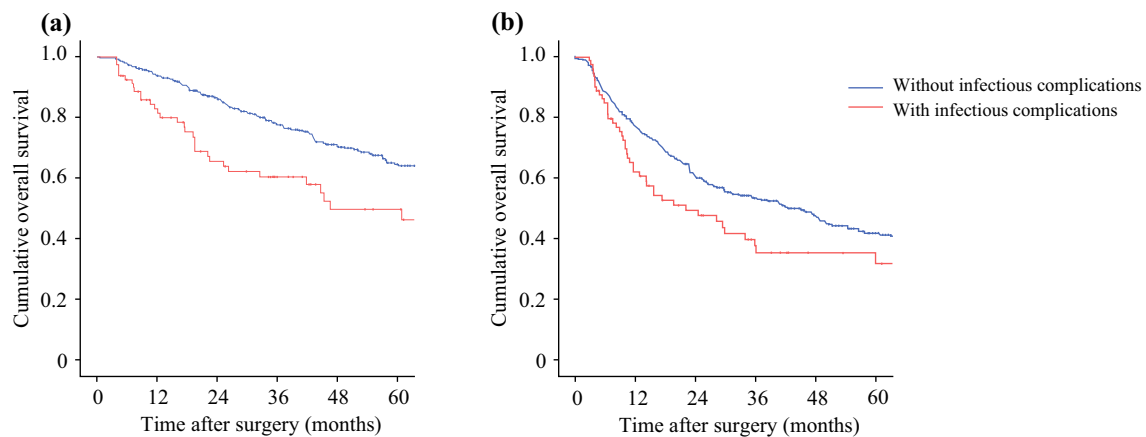 (a)
1.0
0.8
0.6
0.4
0.2
0
Cumulative overall survival
0 12 24 36 48 60
Time after surgery (months)
(b)
1.0
0.8
0.6
0.4
0.2
0
Cumulative overall survival
0 12 24 36 48 60
Time after surgery (months)
Without infectious complications
With infectious complications